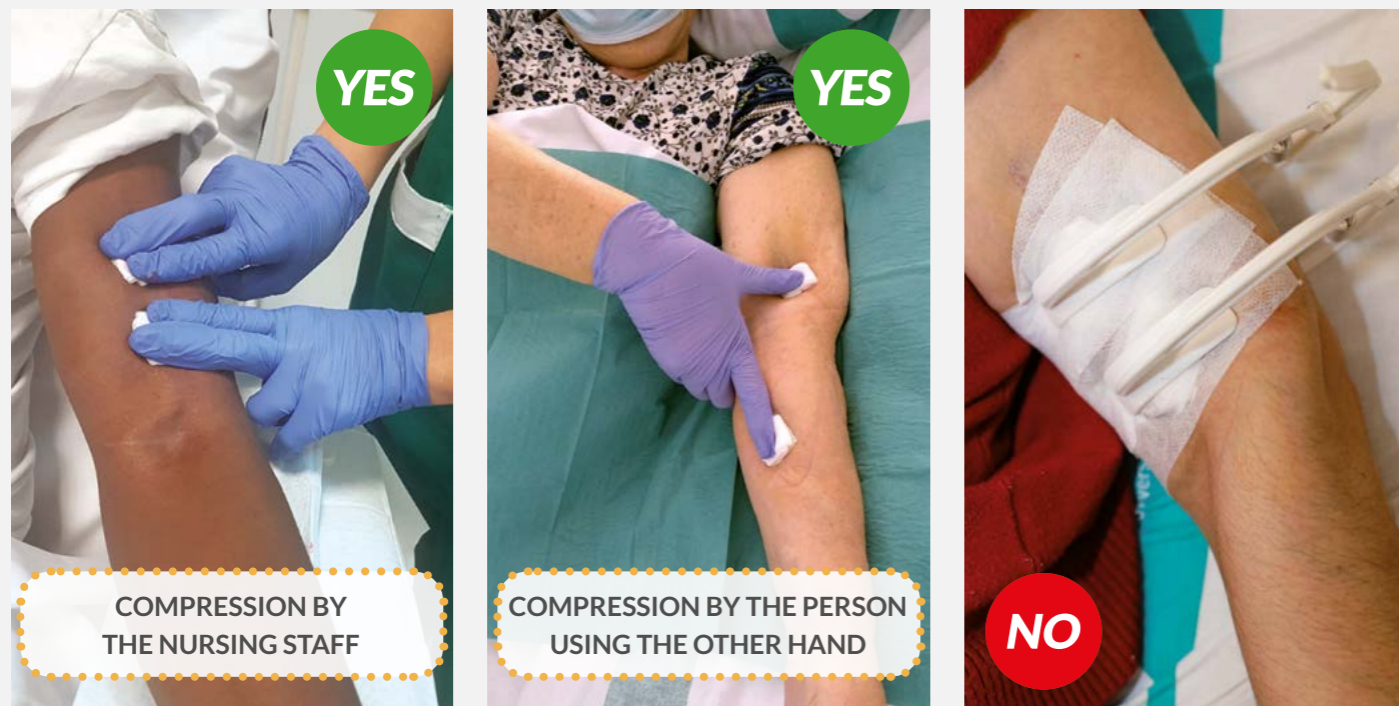 YES
COMPRESSION BY
THE NURSING STAFF
YES
COMPRESSION BY THE PERSON
USING THE OTHER HAND
NO